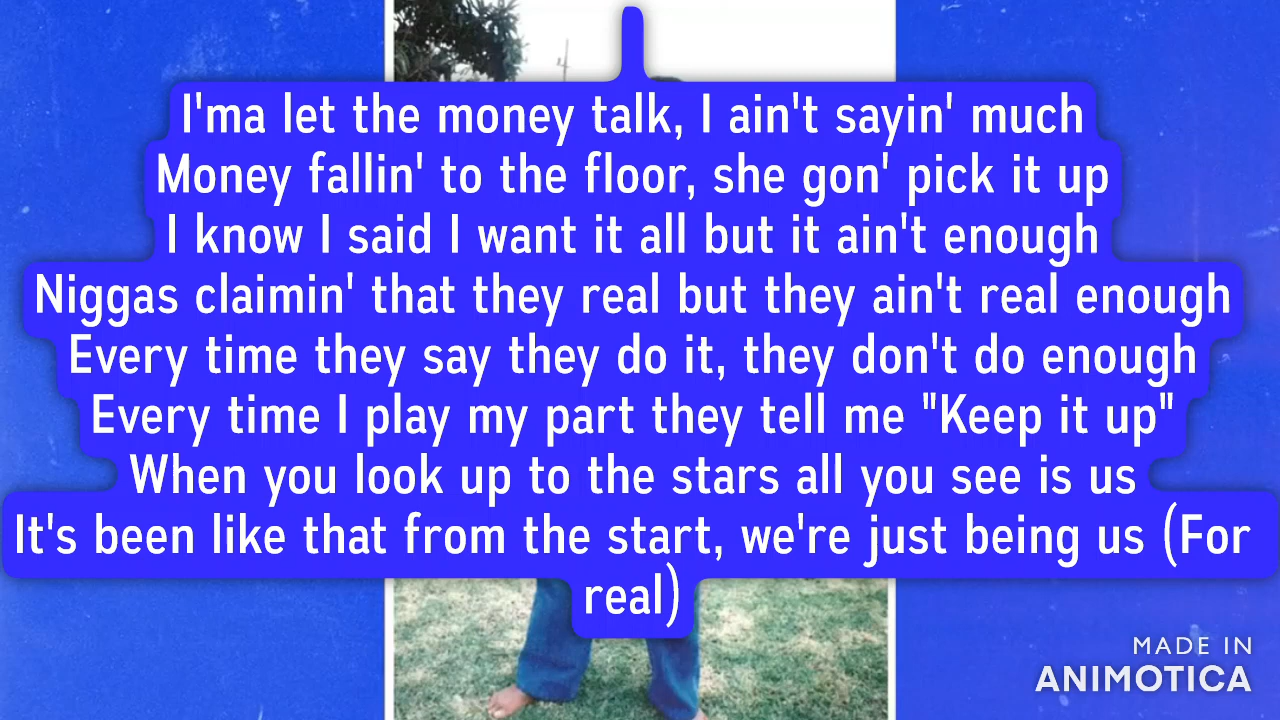 I'ma let the money talk, I ain't sayin' much
Money fallin' to the floor, she gon' pick it up
I know I said I want it all but it ain't enough
Niggas claimin' that they real but they ain't real enough
Every time they say they do it, they don't do enough
Every time I play my part they tell me "Keep it up"
When you look up to the stars all you see is us
It's been like that from the start, we're just being us (For
real)
MADE IN
ANIMOTICA